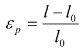 ε_p = (l − l_0) / l_0